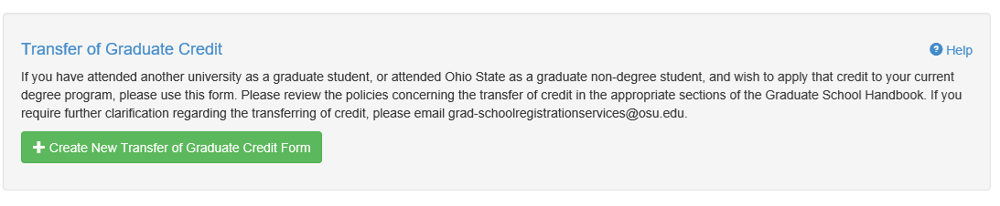 Transfer of Graduate Credit
Help
If you have attended another university as a graduate student, or attended Ohio State as a graduate non-degree student, and wish to apply that credit to your current
degree program, please use this form. Please review the policies concerning the transfer of credit in the appropriate sections of the Graduate School Handbook. If you
require further clarification regarding the transferring of credit, please email grad-schoolregistrationservices@osu.edu.
Create New Transfer of Graduate Credit Form